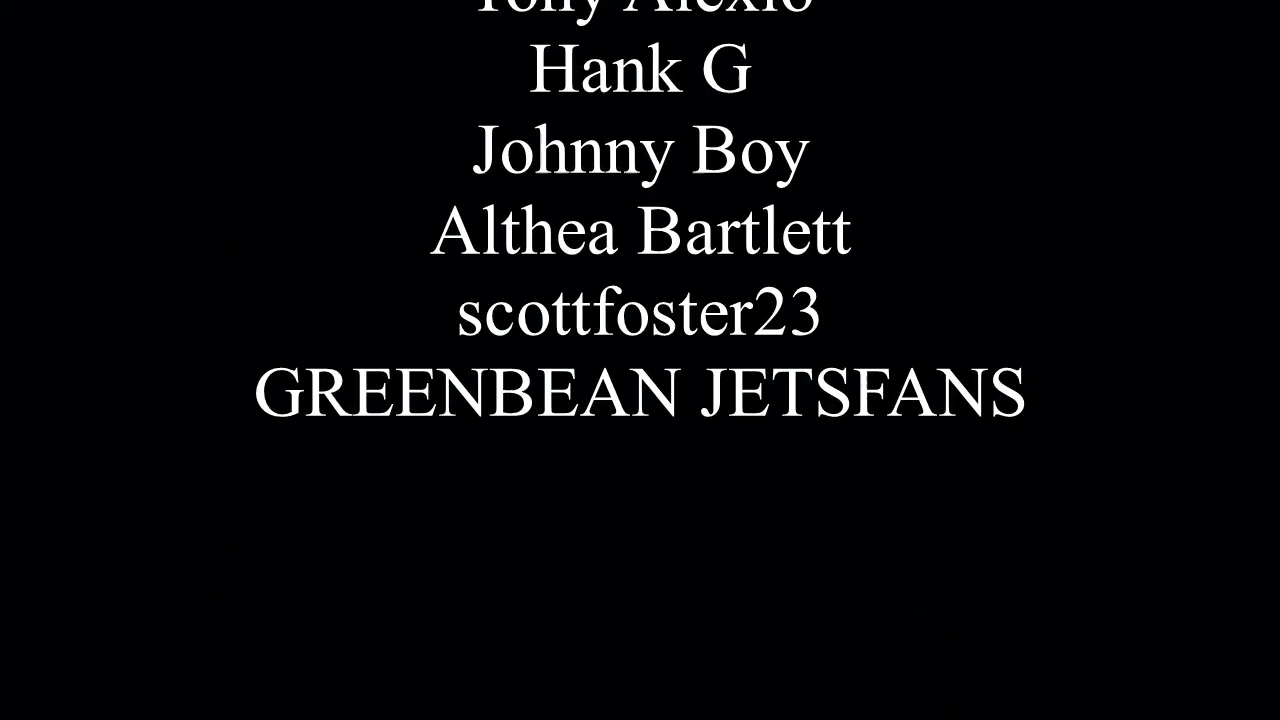 Hank G
Johnny Boy
Althea Bartlett
scottfoster23
GREENBEAN JETSFANS